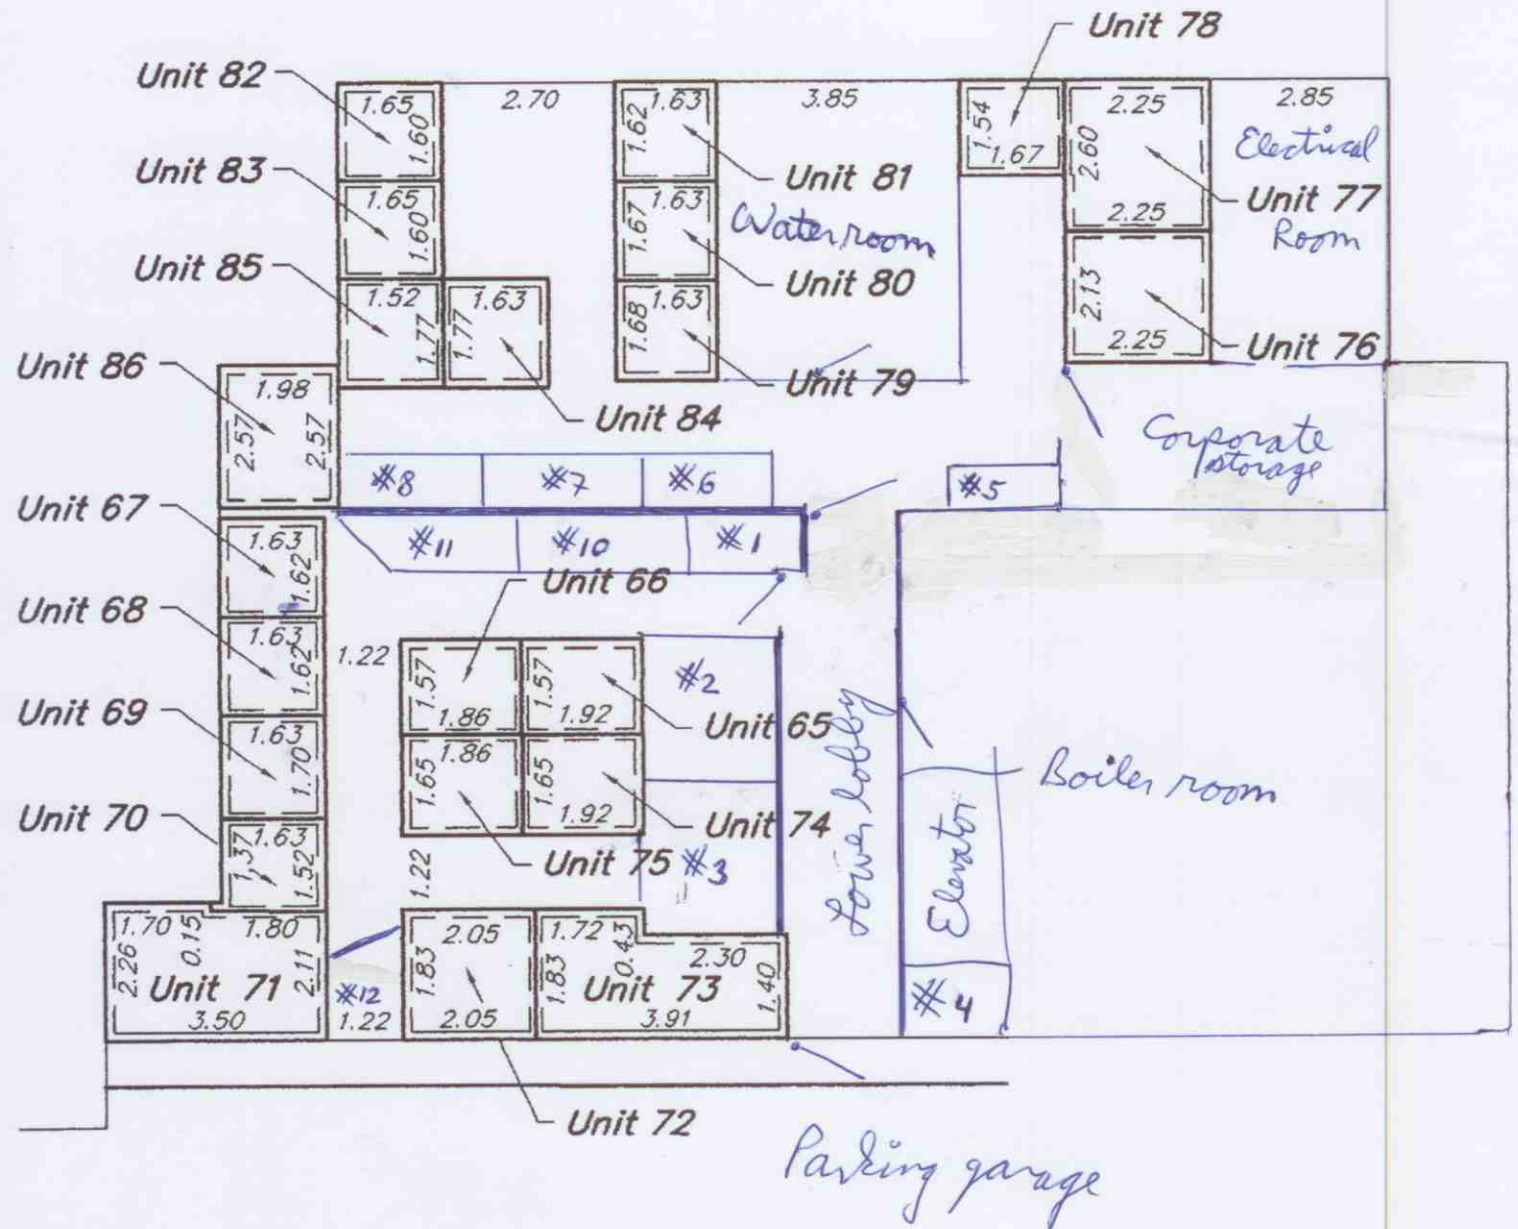 Unit 78
Unit 82
1.65
2.70
1.63
3.85
2.25
2.85
1.60
1.62
1.54
1.67
2.60
Electrical
Unit 83
1.65
1.60
Unit 81
1.63
1.67
Water room
2.25
Unit 77
Room
Unit 85
1.52
1.77
1.63
1.77
Unit 80
1.63
1.68
2.13
2.25
Unit 76
Unit 86
1.98
2.57
2.57
Unit 79
Unit 84
Corporate
storage
#8
#7
#6
#5
Unit 67
1.63
1.62
#11
#10
#1
Unit 66
Unit 68
1.63
1.62
1.22
1.57
1.86
1.57
1.92
#2
Unit 69
1.63
1.70
Unit 65
1.86
1.65
1.65
1.92
Lower lobby
Boiler room
Unit 70
1.63
1.37
1.52
Unit 74
Unit 75
#3
1.22
Elevator
1.70
0.15
1.80
2.26
2.11
Unit 71
3.50
#12
1.22
2.05
1.83
2.05
1.72
0.43
2.30
1.83
1.40
Unit 73
3.91
#4
Unit 72
Parking garage